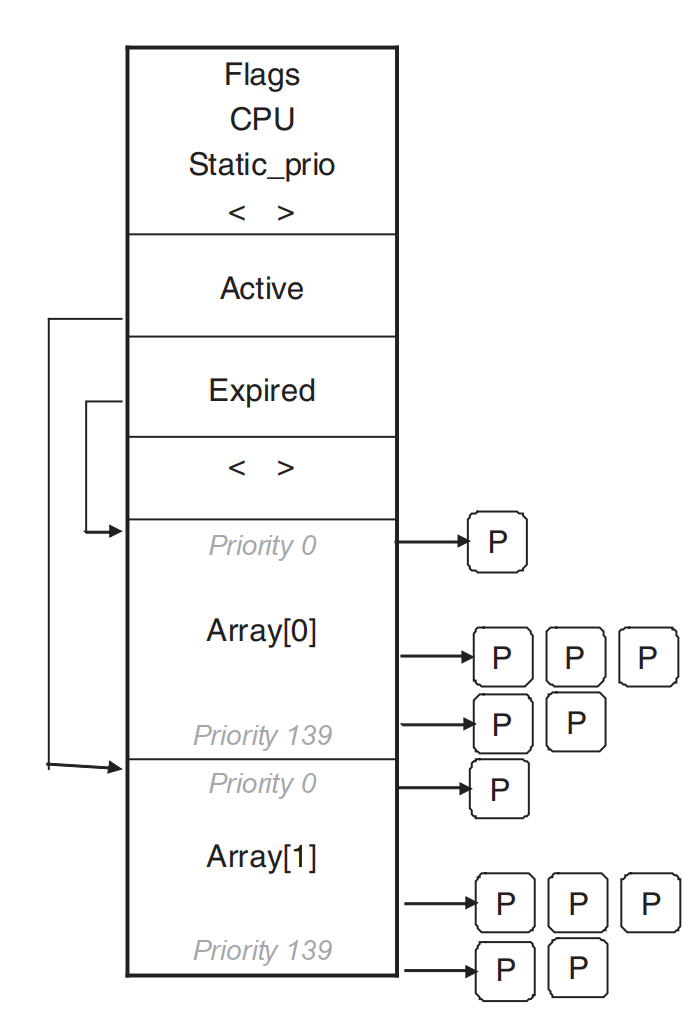 Flags
CPU
Static_prio
< >
Active
Expired
< >
Priority 0
P
Array[0]
P P P
P P
Priority 139
Priority 0
P
Array[1]
P P P
Priority 139
P P